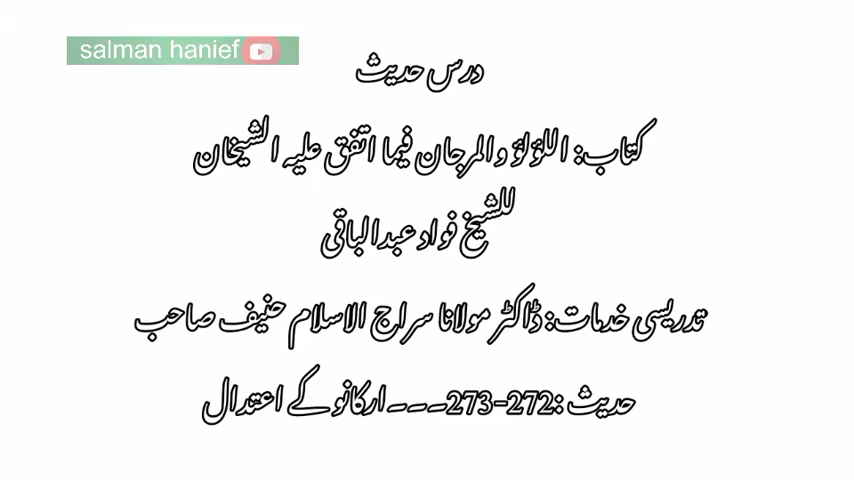 salman hanief
درس حدیث
کتاب: اللؤلؤ والمرجان فیما اتفق علیہ الشیخان
للشیخ فواد عبدالباقی
تدریسی خدمات: ڈاکٹر مولانا سراج الاسلام حنیف صاحب
حدیث :272-273۔۔۔ارکانو کے اعتدال